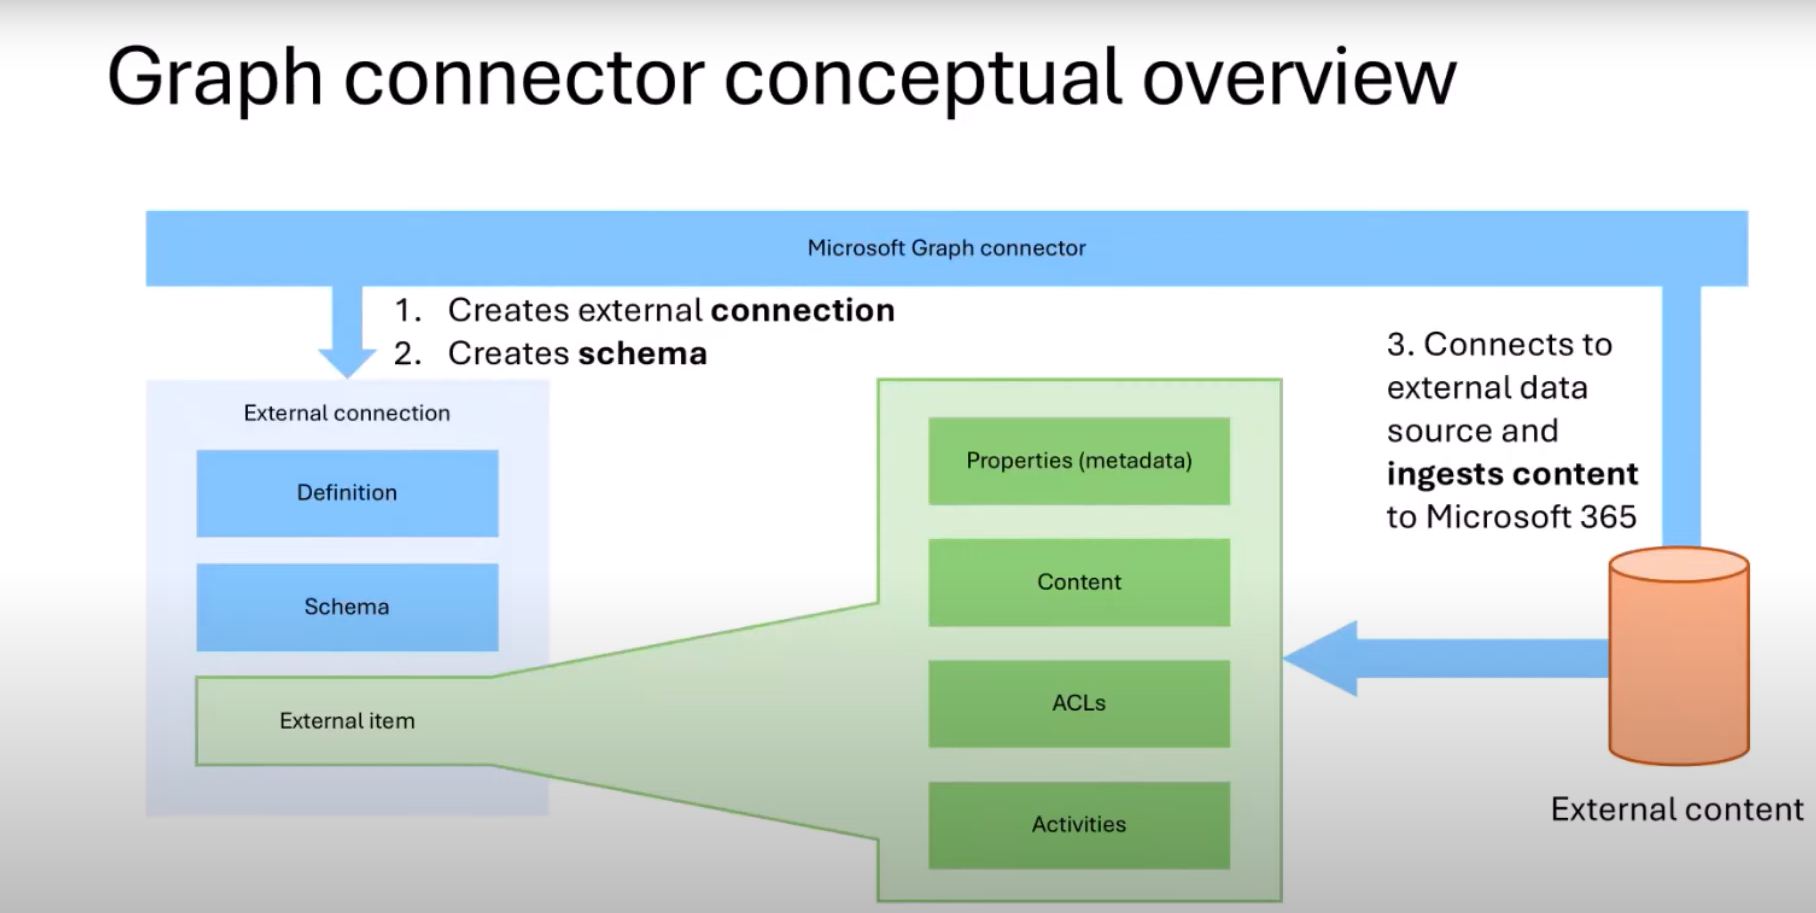 Graph connector conceptual overview
Microsoft Graph connector
1. Creates external connection
2. Creates schema
3. Connects to
external data
source and
ingests content
to Microsoft 365
External connection
Definition
Schema
External item
Properties (metadata)
Content
ACLs
Activities
External content